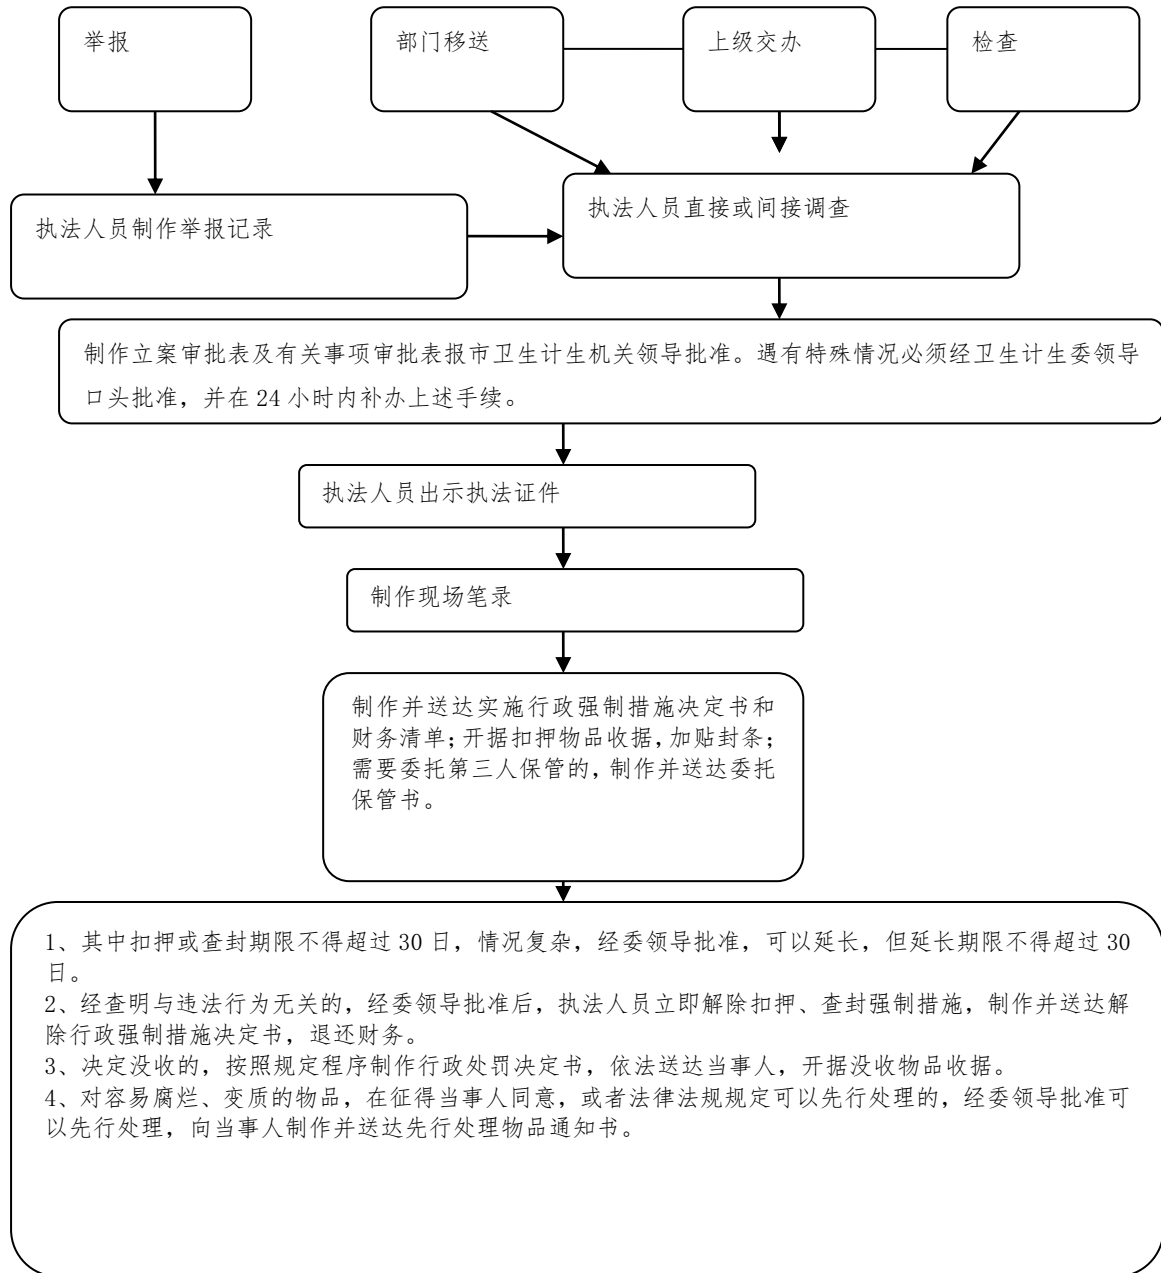 举报
部门移送
上级交办
检查
执法人员制作举报记录
执法人员直接或间接调查
制作立案审批表及有关事项审批表报市卫生计生机关领导批准。遇有特殊情况必须经卫生计生委领导
口头批准，并在 24 小时内补办上述手续。
执法人员出示执法证件
制作现场笔录
制作并送达实施行政强制措施决定书和
财务清单；开据扣押物品收据，加贴封条；
需要委托第三人保管的，制作并送达委托
保管书。
1、其中扣押或查封期限不得超过 30 日，情况复杂，经委领导批准，可以延长，但延长期限不得超过 30
日。
2、经查明与违法行为无关的，经委领导批准后，执法人员立即解除扣押、查封强制措施，制作并送达解
除行政强制措施决定书，退还财务。
3、决定没收的，按照规定程序制作行政处罚决定书，依法送达当事人，开据没收物品收据。
4、对容易腐烂、变质的物品，在征得当事人同意，或者法律法规规定可以先行处理的，经委领导批准可
以先行处理，向当事人制作并送达先行处理物品通知书。